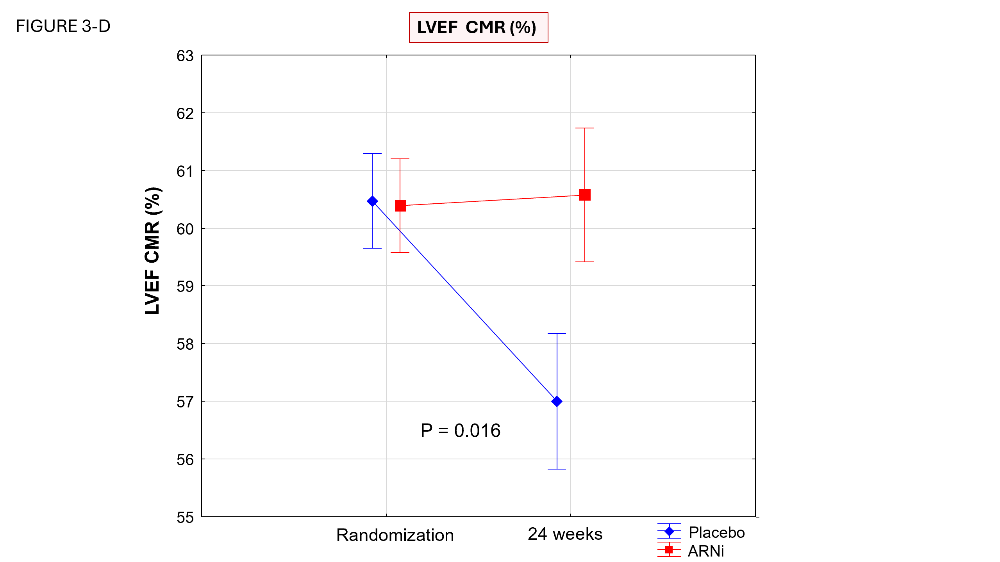 FIGURE 3-D
LVEF CMR (%)
LVEF CMR (%)
63
62
61
60
59
58
57
56
55
P = 0.016
Randomization
24 weeks
Placebo
ARNi